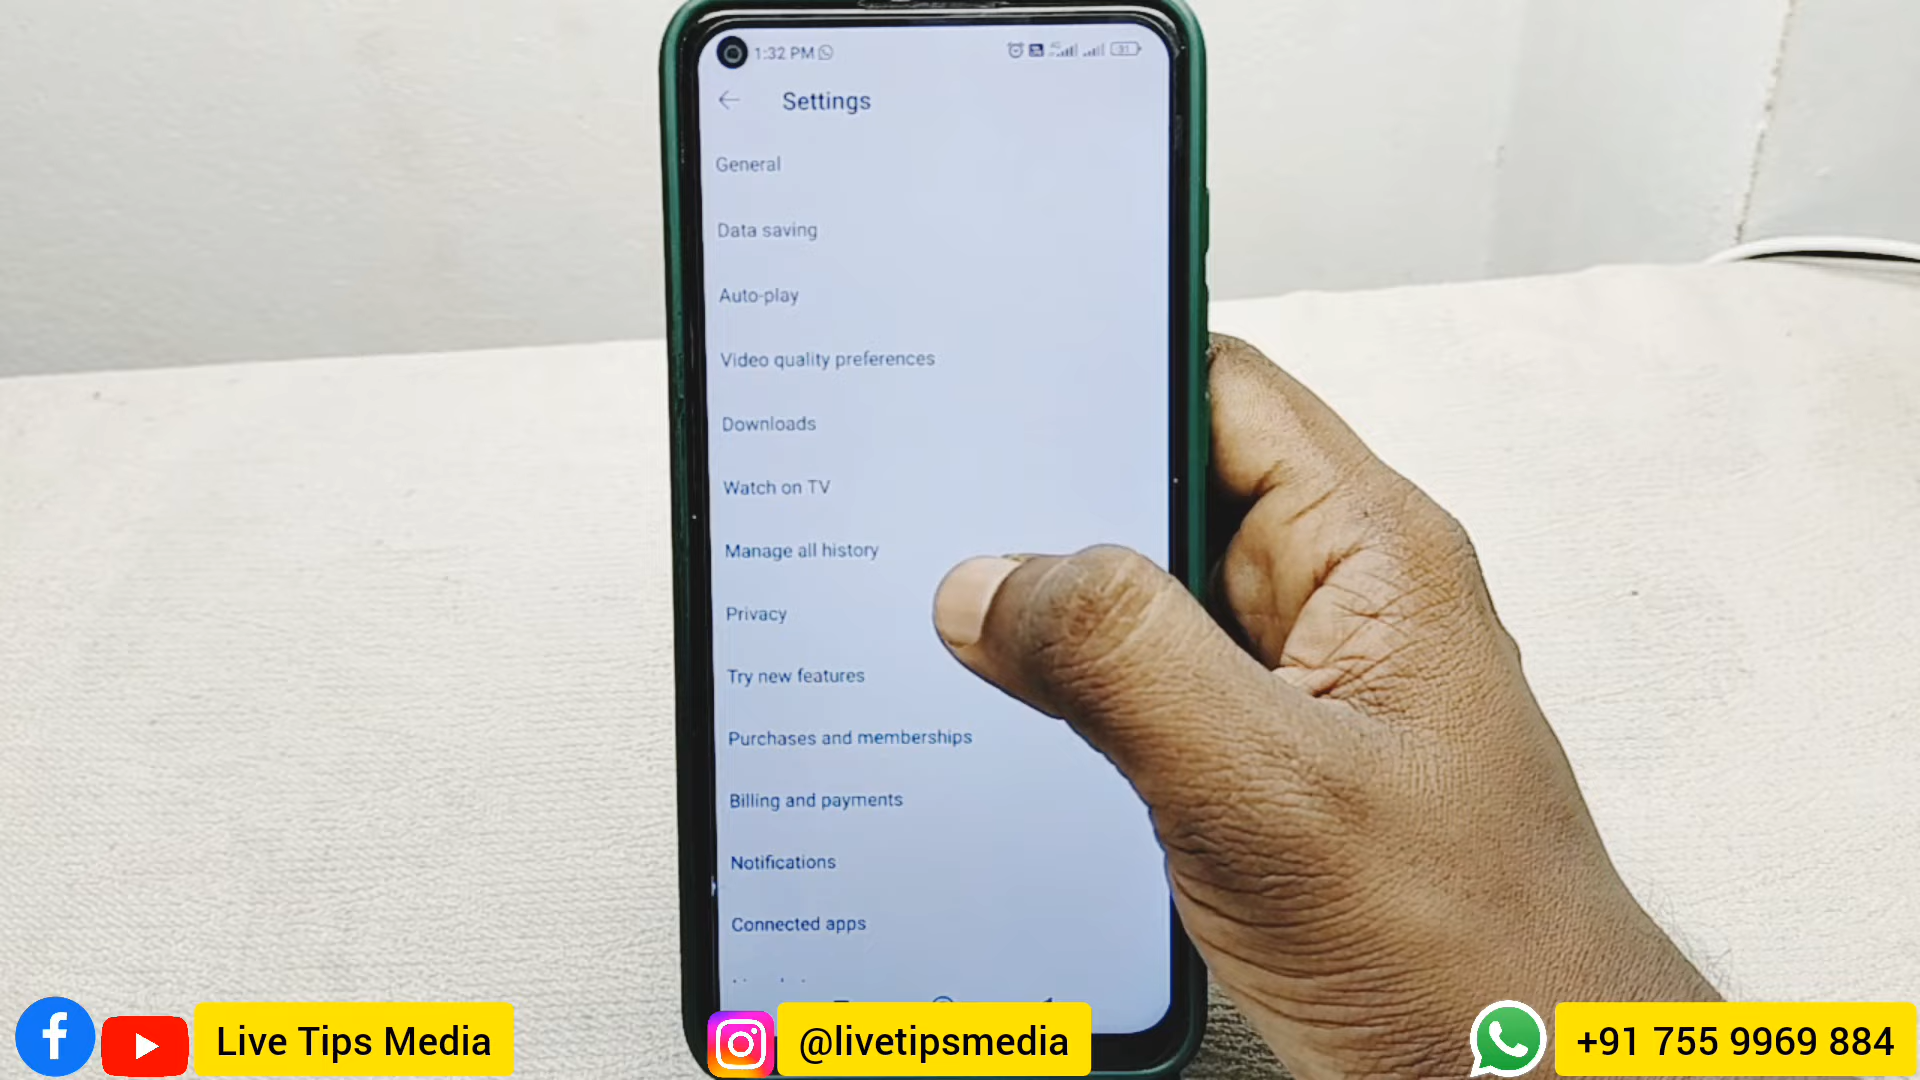 1:32 PM
31
Settings
General
Data saving
Auto-play
Video quality preferences
Downloads
Watch on TV
Manage all history
Privacy
Try new features
Purchases and memberships
Billing and payments
Notifications
Connected apps
Live Tips Media
@livetipsmedia
+91 755 9969 884